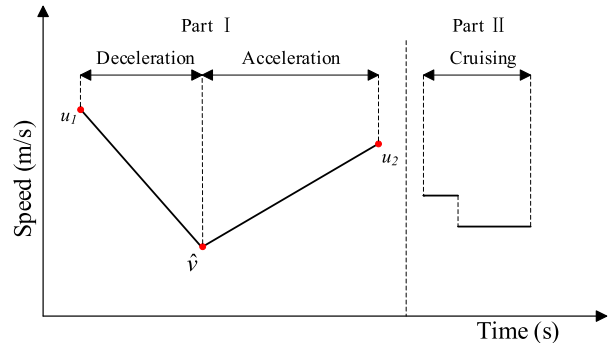 Part Ⅰ
Part Ⅱ
Deceleration
Acceleration
Cruising
u1
u2
v̂
Speed (m/s)
Time (s)